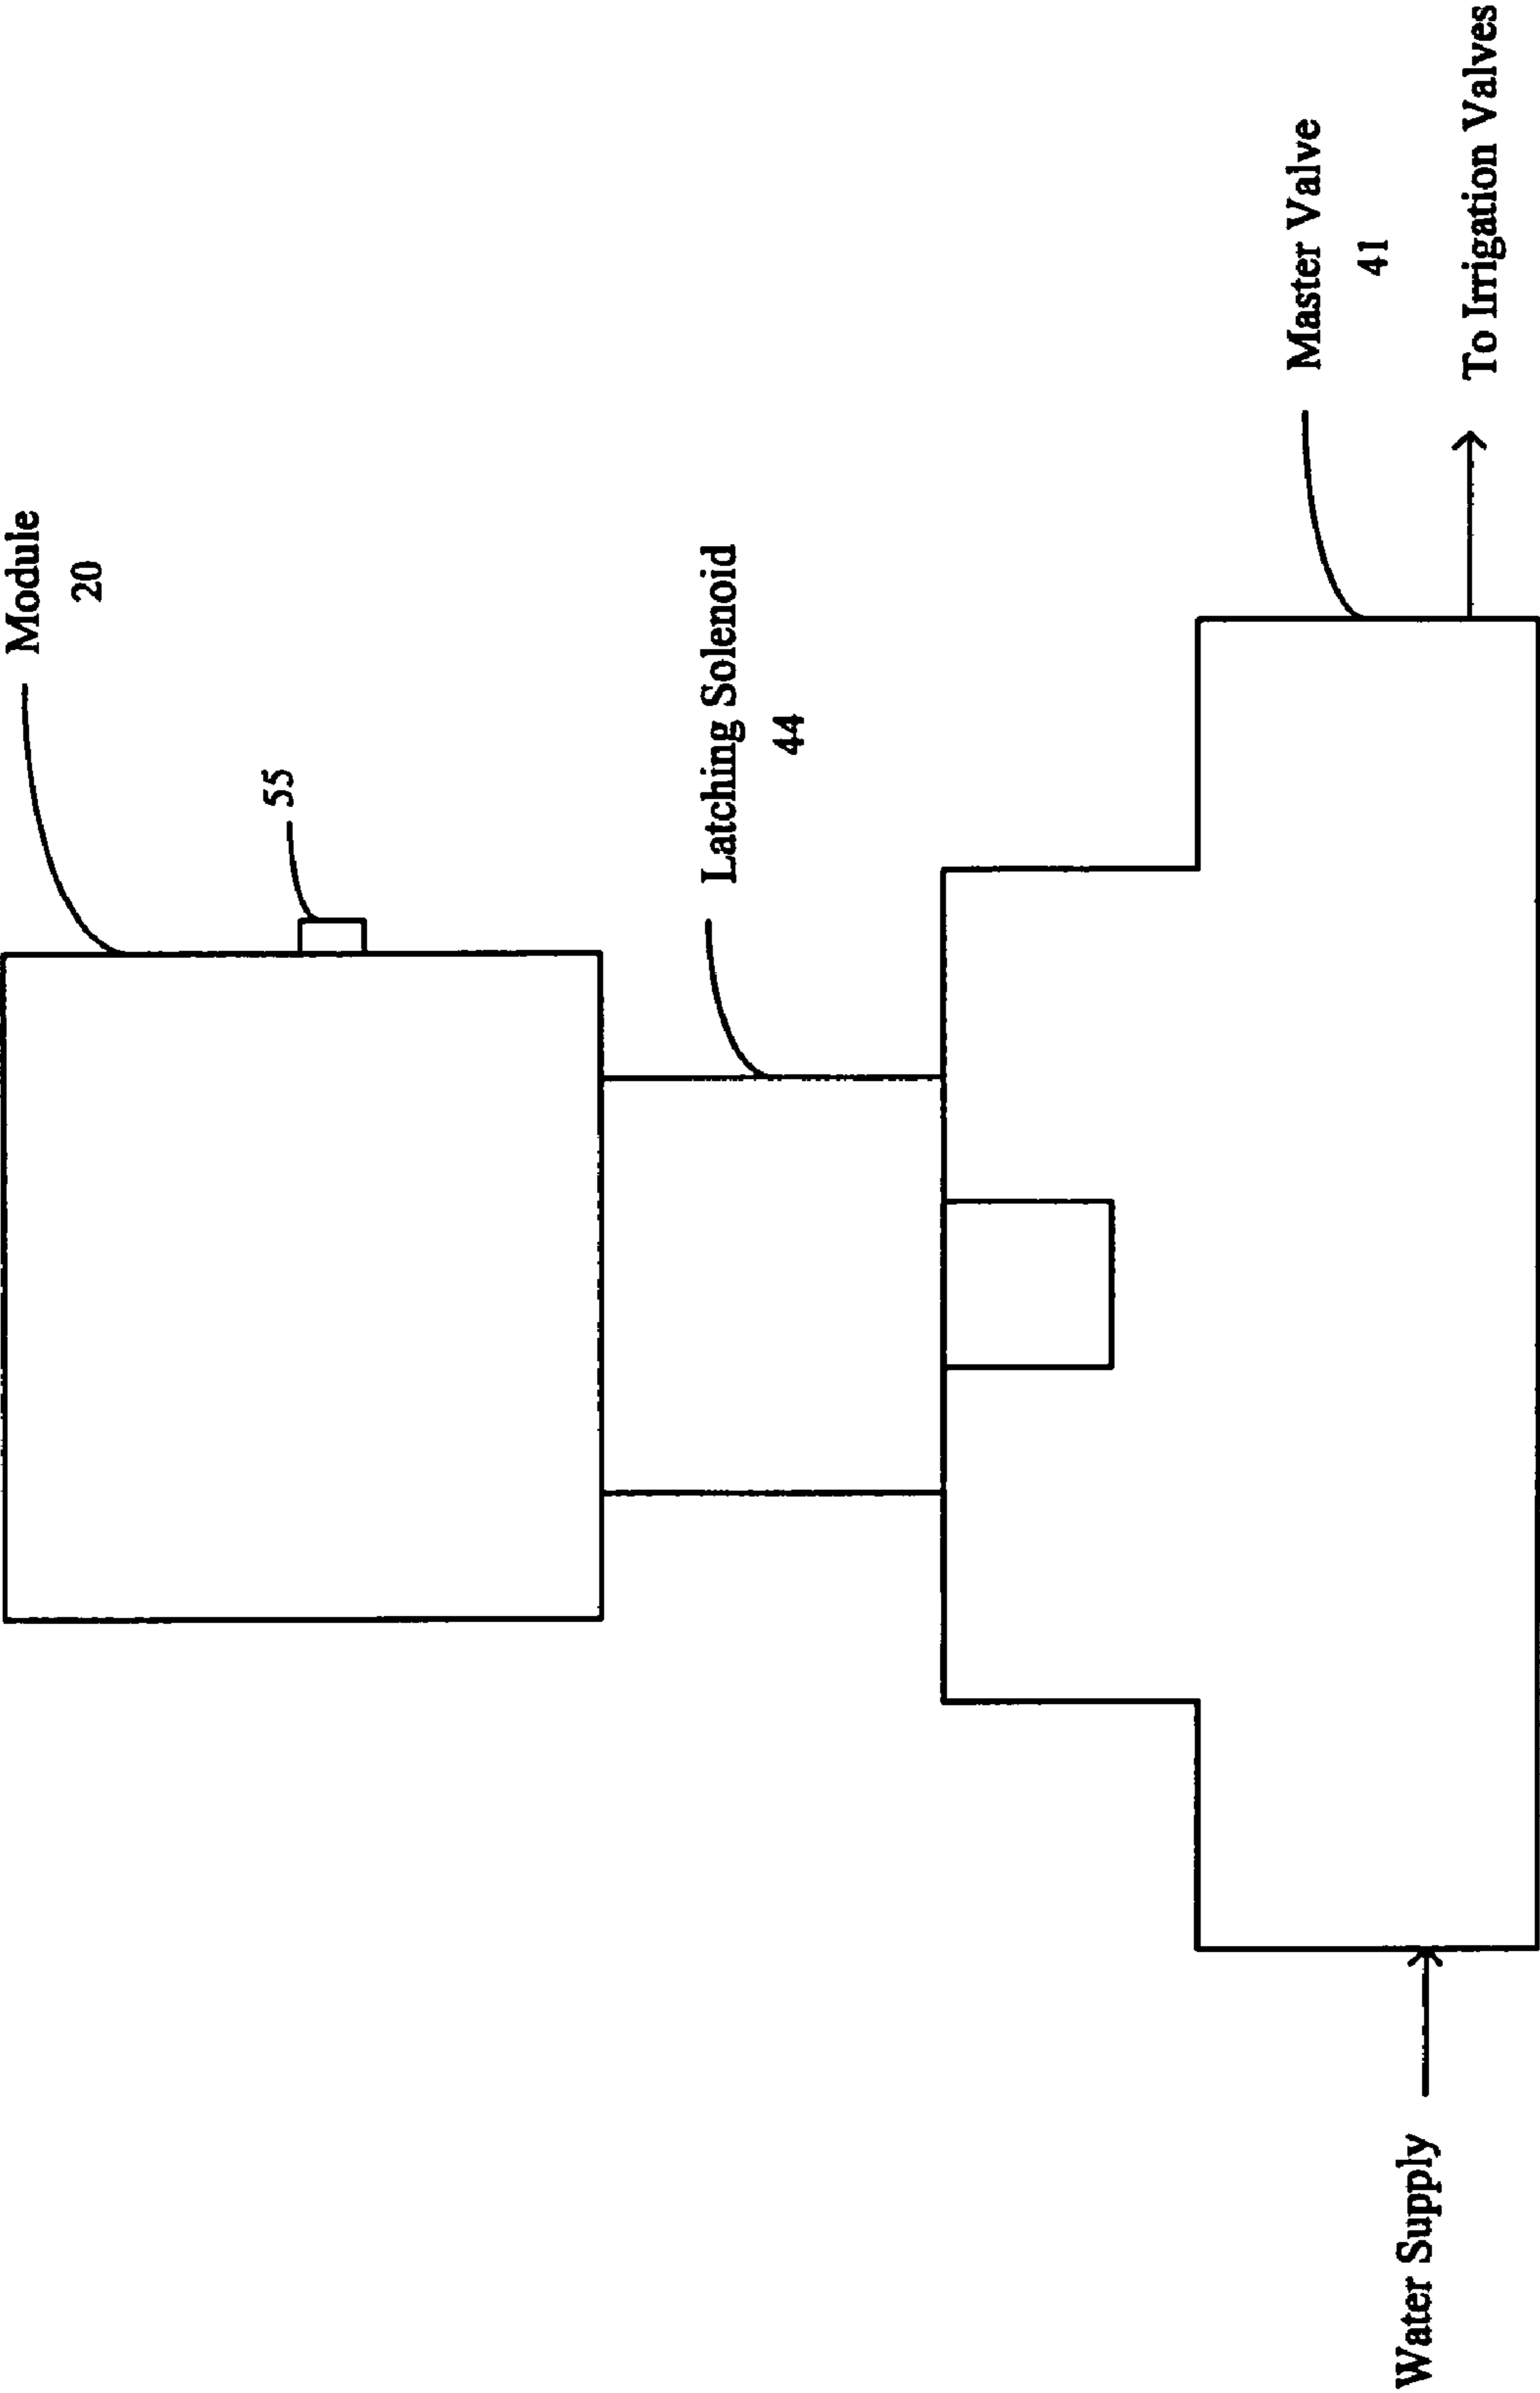 Module
20
55
Latching Solenoid
44
Master Valve
41
To Irrigation Valves
Water Supply